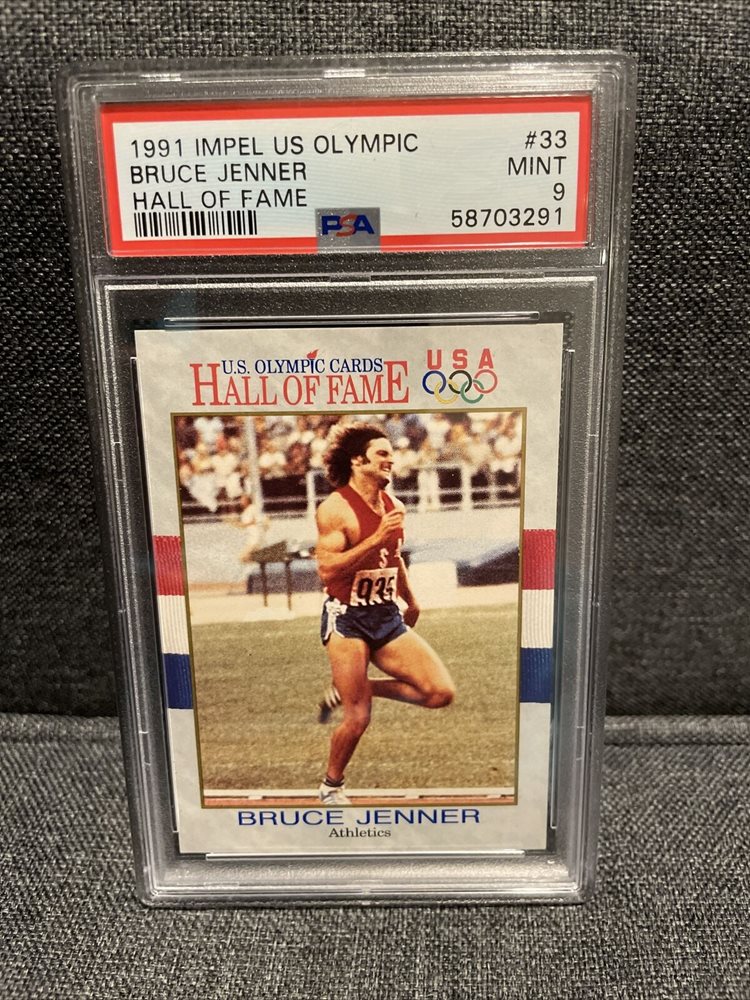 1991 IMPEL US OLYMPIC #33
BRUCE JENNER MINT
HALL OF FAME 9
PSA 58703291
U.S. OLYMPIC CARDS
HALL OF FAME
USA
S A
935
BRUCE JENNER
Athletics